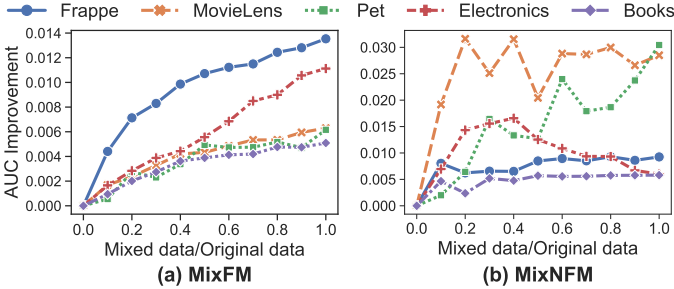 Frappe MovieLens Pet Electronics Books
0.014
0.012
0.010
0.008
0.006
0.004
0.002
0.000
AUC Improvement
0.0 0.2 0.4 0.6 0.8 1.0
Mixed data/Original data
(a) MixFM
0.030
0.025
0.020
0.015
0.010
0.005
0.000
0.0 0.2 0.4 0.6 0.8 1.0
Mixed data/Original data
(b) MixNFM